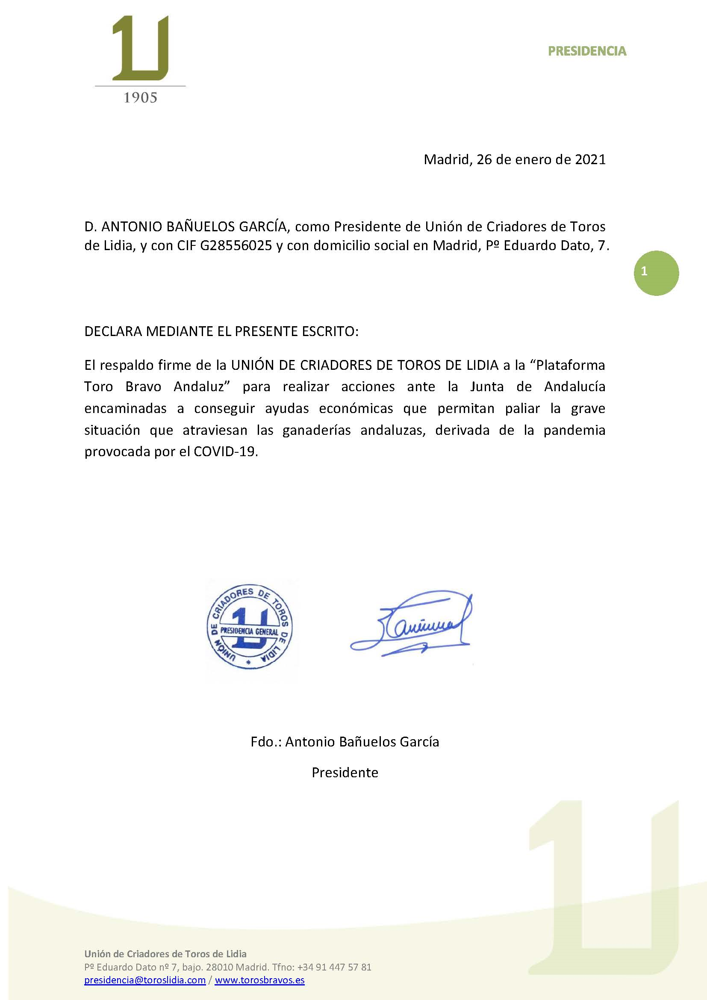 1905
PRESIDENCIA
Madrid, 26 de enero de 2021
D. ANTONIO BAÑUELOS GARCÍA, como Presidente de Unión de Criadores de Toros
de Lidia, y con CIF G28556025 y con domicilio social en Madrid, Pº Eduardo Dato, 7.
1
DECLARA MEDIANTE EL PRESENTE ESCRITO:
El respaldo firme de la UNIÓN DE CRIADORES DE TOROS DE LIDIA a la “Plataforma
Toro Bravo Andaluz” para realizar acciones ante la Junta de Andalucía
encaminadas a conseguir ayudas económicas que permitan paliar la grave
situación que atraviesan las ganaderías andaluzas, derivada de la pandemia
provocada por el COVID-19.
UNIÓN DE CRIADORES DE TOROS DE LIDIA *
PRESIDENCIA GENERAL
Fdo.: Antonio Bañuelos García
Presidente
Unión de Criadores de Toros de Lidia
Pº Eduardo Dato nº 7, bajo. 28010 Madrid. Tfno: +34 91 447 57 81
presidencia@toroslidia.com / www.torosbravos.es